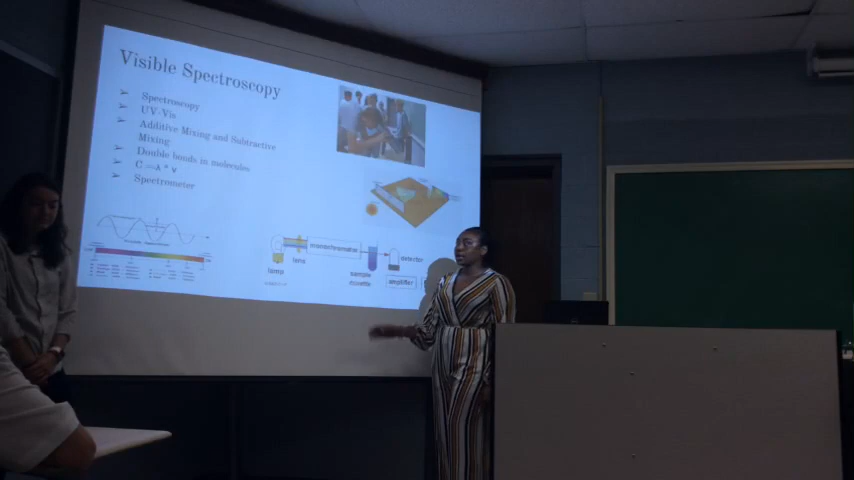 Visible Spectroscopy
➢ Spectroscopy
➢ UV-Vis
➢ Additive Mixing and Subtractive
Mixing
➢ Double bonds in molecules
➢ C = λ * v
➢ Spectrometer
lamp
lens
monochromator
sample
cuvette
detector
amplifier